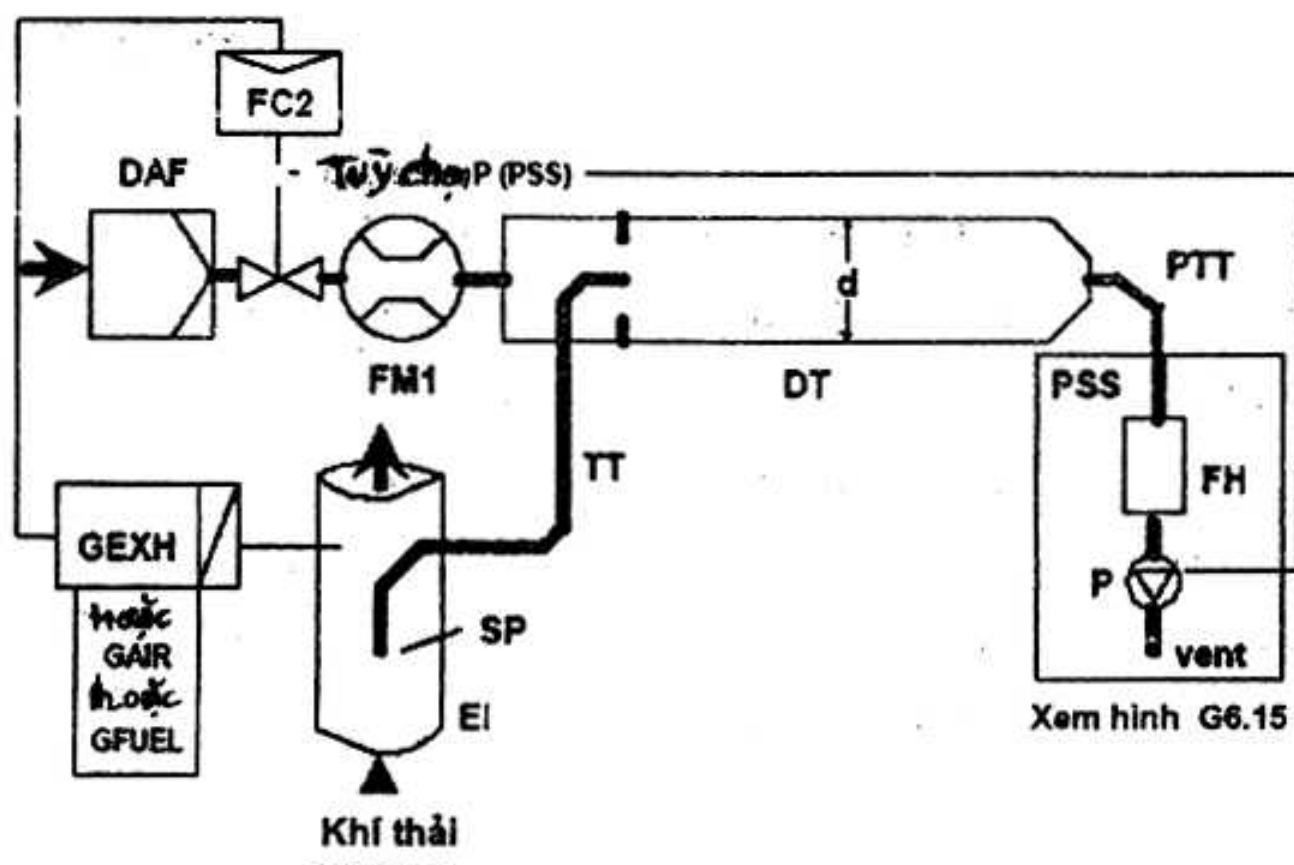 FC2
DAF
Tuỳ chọn P (PSS)
d
PTT
FM1
DT
PSS
TT
FH
GEXH
P
hoặc
GAIR
hoặc
GFUEL
SP
vent
EI
Xem hình G6.15
Khí thải